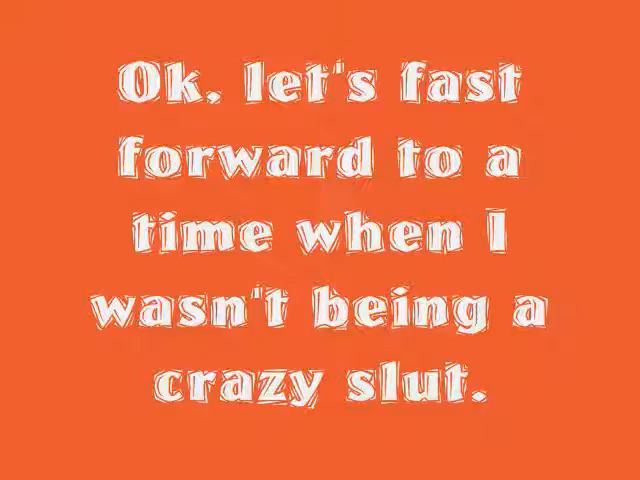 Ok, let's fast
forward to a
time when I
wasn't being a
crazy slut.